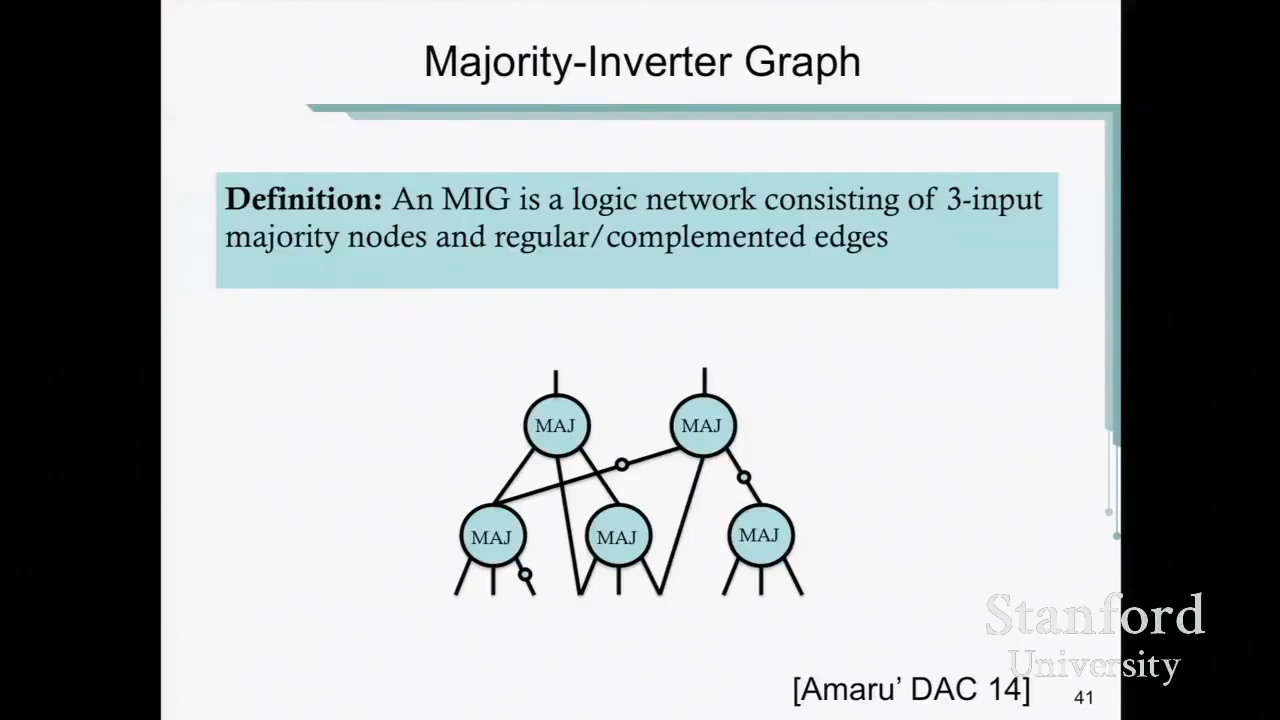 Majority-Inverter Graph
Definition: An MIG is a logic network consisting of 3-input
majority nodes and regular/complemented edges
MAJ
MAJ
MAJ
MAJ
MAJ
Stanford
University
[Amaru' DAC 14]
41